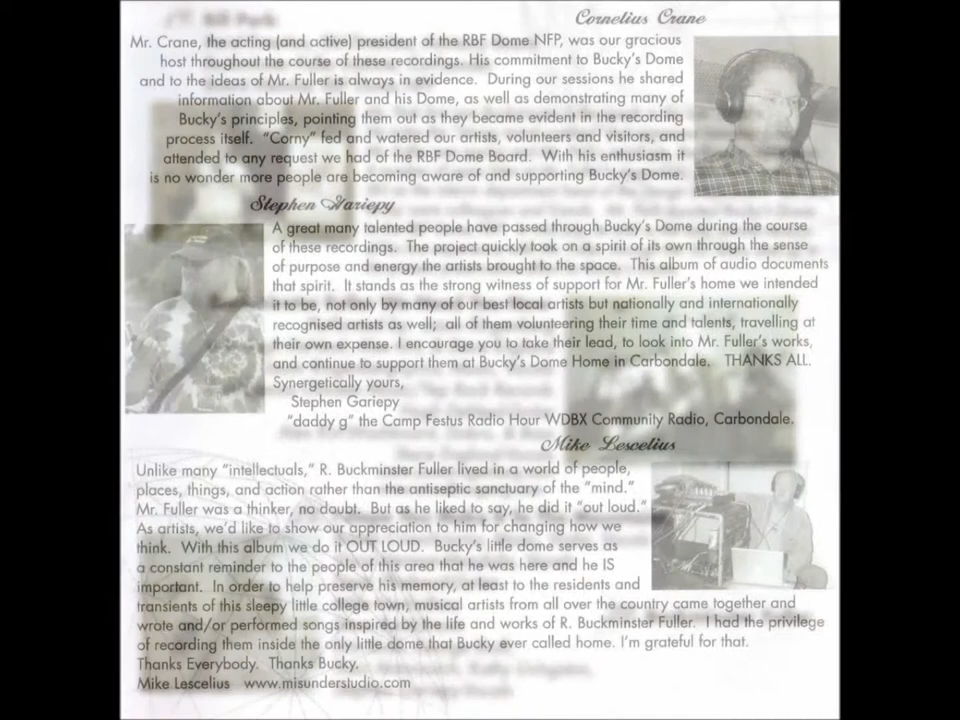 Bill Park
Cornelius Crane
Mr. Crane, the acting (and active) president of the RBF Dome NFP, was our gracious
host throughout the course of these recordings. His commitment to Bucky's Dome
and to the ideas of Mr. Fuller is always in evidence. During our sessions he shared
information about Mr. Fuller and his Dome, as well as demonstrating many of
Bucky's principles, pointing them out as they became evident in the recording
process itself. "Corny" fed and watered our artists, volunteers and visitors, and
attended to any request we had of the RBF Dome Board. With his enthusiasm it
is no wonder more people are becoming aware of and supporting Bucky's Dome.
Stephen Gariepy
A great many talented people have passed through Bucky's Dome during the course
of these recordings. The project quickly took on a spirit of its own through the sense
of purpose and energy the artists brought to the space. This album of audio documents
that spirit. It stands as the strong witness of support for Mr. Fuller's home we intended
it to be, not only by many of our best local artists but nationally and internationally
recognised artists as well; all of them volunteering their time and talents, travelling at
their own expense. I encourage you to take their lead, to look into Mr. Fuller's works,
and continue to support them at Bucky's Dome Home in Carbondale. THANKS ALL.
Synergetically yours,
Stephen Gariepy
"daddy g" the Camp Festus Radio Hour WDBX Community Radio, Carbondale.
Mike Lescelius
Unlike many "intellectuals," R. Buckminster Fuller lived in a world of people,
places, things, and action rather than the antiseptic sanctuary of the "mind."
Mr. Fuller was a thinker, no doubt. But as he liked to say, he did it "out loud."
As artists, we'd like to show our appreciation to him for changing how we
think. With this album we do it OUT LOUD. Bucky's little dome serves as
a constant reminder to the people of this area that he was here and he IS
important. In order to help preserve his memory, at least to the residents and
transients of this sleepy little college town, musical artists from all over the country came together and
wrote and/or performed songs inspired by the life and works of R. Buckminster Fuller. I had the privilege
of recording them inside the only little dome that Bucky ever called home. I'm grateful for that.
Thanks Everybody. Thanks Bucky.
Mike Lescelius www.misunderstudio.com